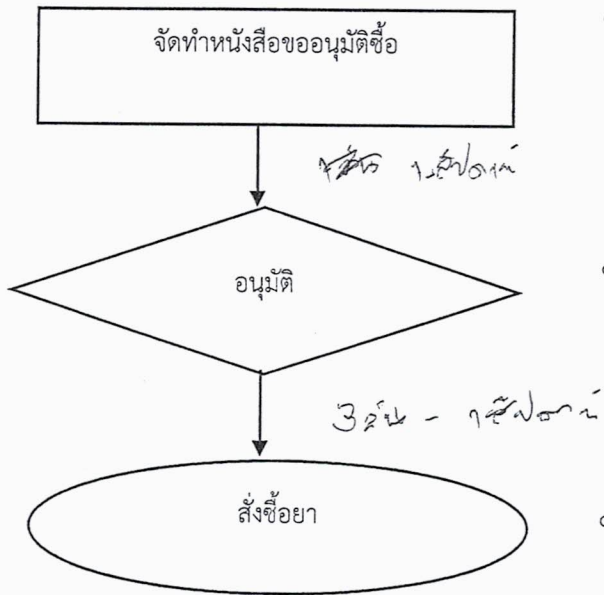 จัดทำหนังสือขออนุมัติซื้อ
1 สัปดาห์
อนุมัติ
3 วัน - 1 สัปดาห์
สั่งซื้อยา